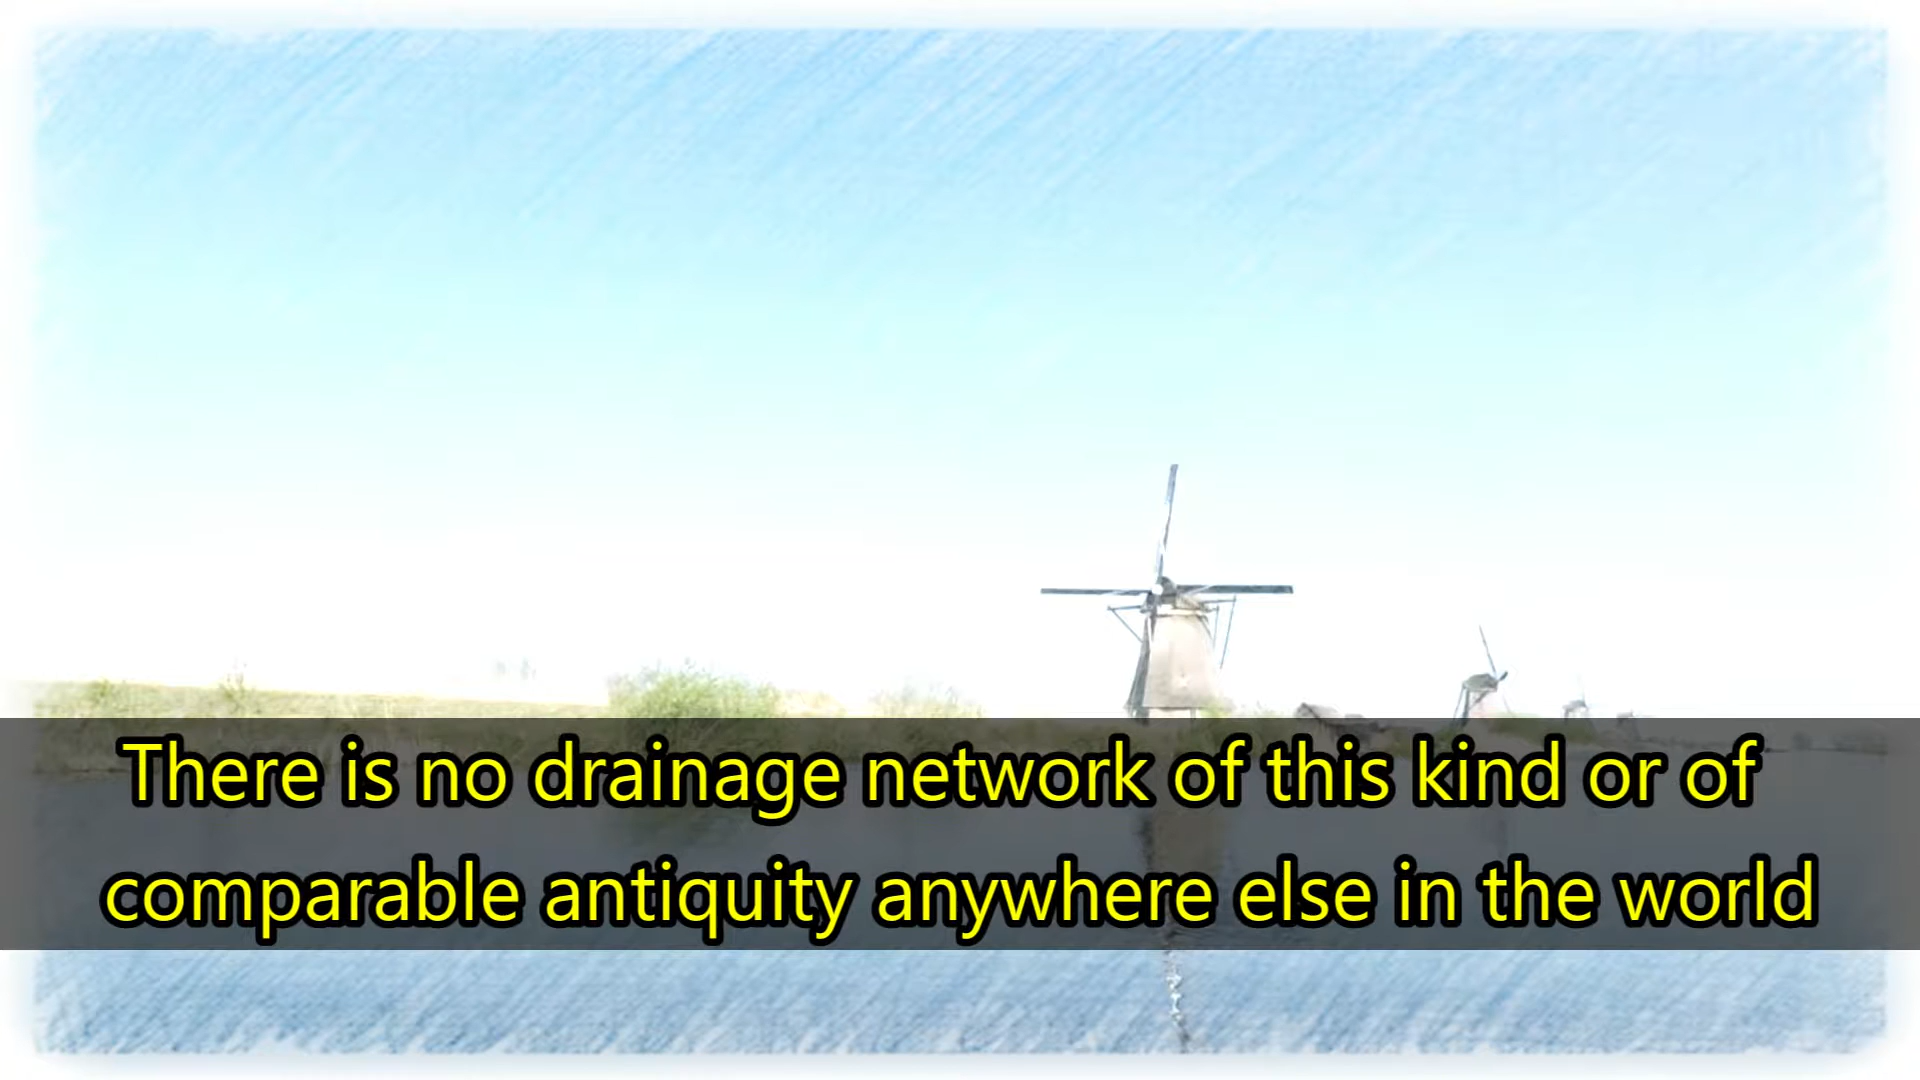 There is no drainage network of this kind or of
comparable antiquity anywhere else in the world